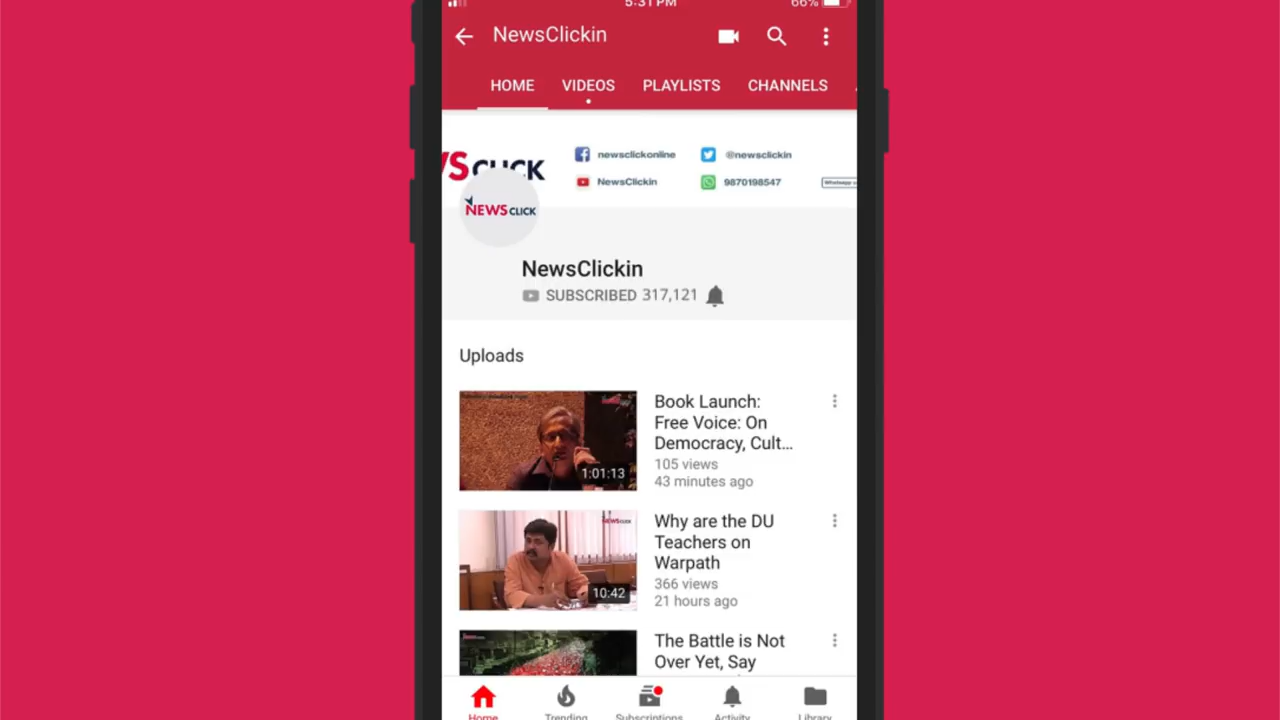 5:31 PM
66%
NewsClickin
HOME VIDEOS PLAYLISTS CHANNELS
WS CLICK
newsclickonline @newsclickin
NewsClickin 9870198547
NEWSCLICK
NewsClickin
SUBSCRIBED 317,121
Uploads
Book Launch:
Free Voice: On
Democracy, Cult...
105 views
43 minutes ago
1:01:13
Why are the DU
Teachers on
Warpath
366 views
21 hours ago
NEWSCLICK
10:42
The Battle is Not
Over Yet, Say
Home Trending Subscriptions Activity Library